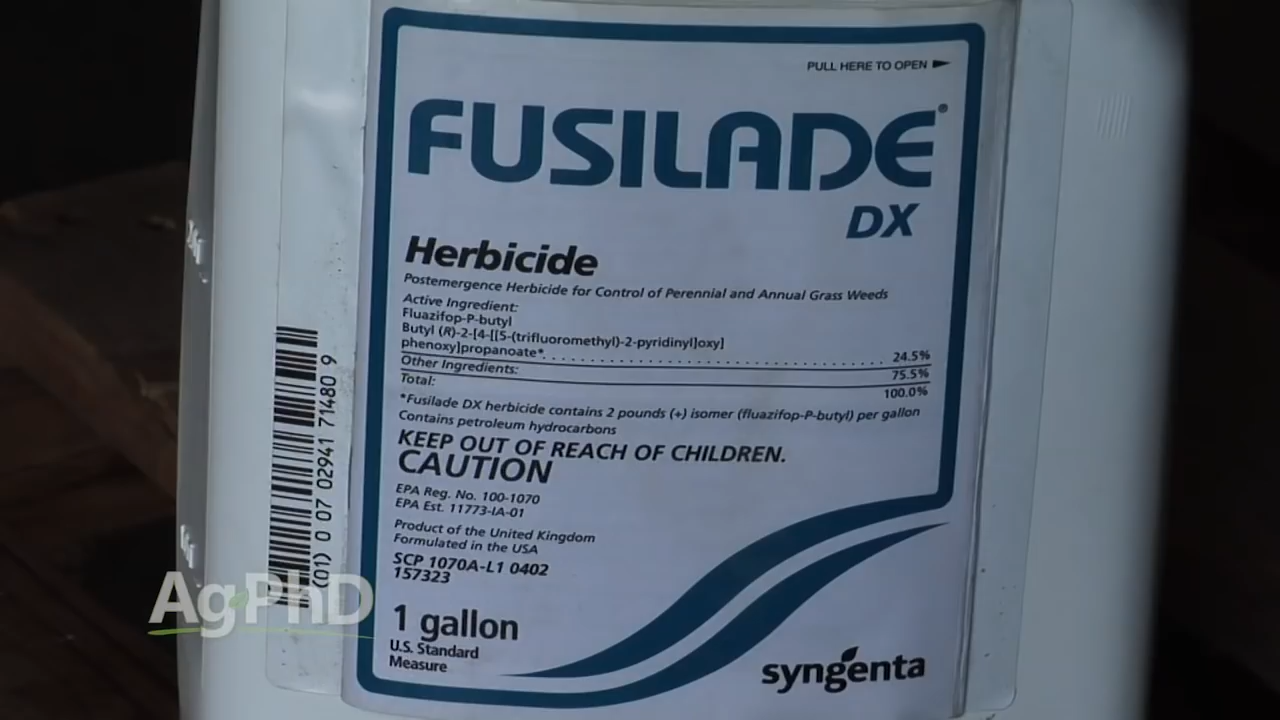 PULL HERE TO OPEN
FUSILADE®
DX
Herbicide
Postemergence Herbicide for Control of Perennial and Annual Grass Weeds
Active Ingredient:
Fluazifop-P-butyl
Butyl (R)-2-[4-[[5-(trifluoromethyl)-2-pyridinyl]oxy]
phenoxy]propanoate* . . . . . . . . . . . . . . . . . . . . . . . . . . . . . . 24.5%
Other Ingredients: 75.5%
Total: 100.0%
*Fusilade DX herbicide contains 2 pounds (+) isomer (fluazifop-P-butyl) per gallon
Contains petroleum hydrocarbons
KEEP OUT OF REACH OF CHILDREN.
CAUTION
EPA Reg. No. 100-1070
EPA Est. 11773-IA-01
Product of the United Kingdom
Formulated in the USA
SCP 1070A-L1 0402
157323
1 gallon
U.S. Standard
Measure
syngenta
(01) 0 07 02941 71480 9
AgPhD